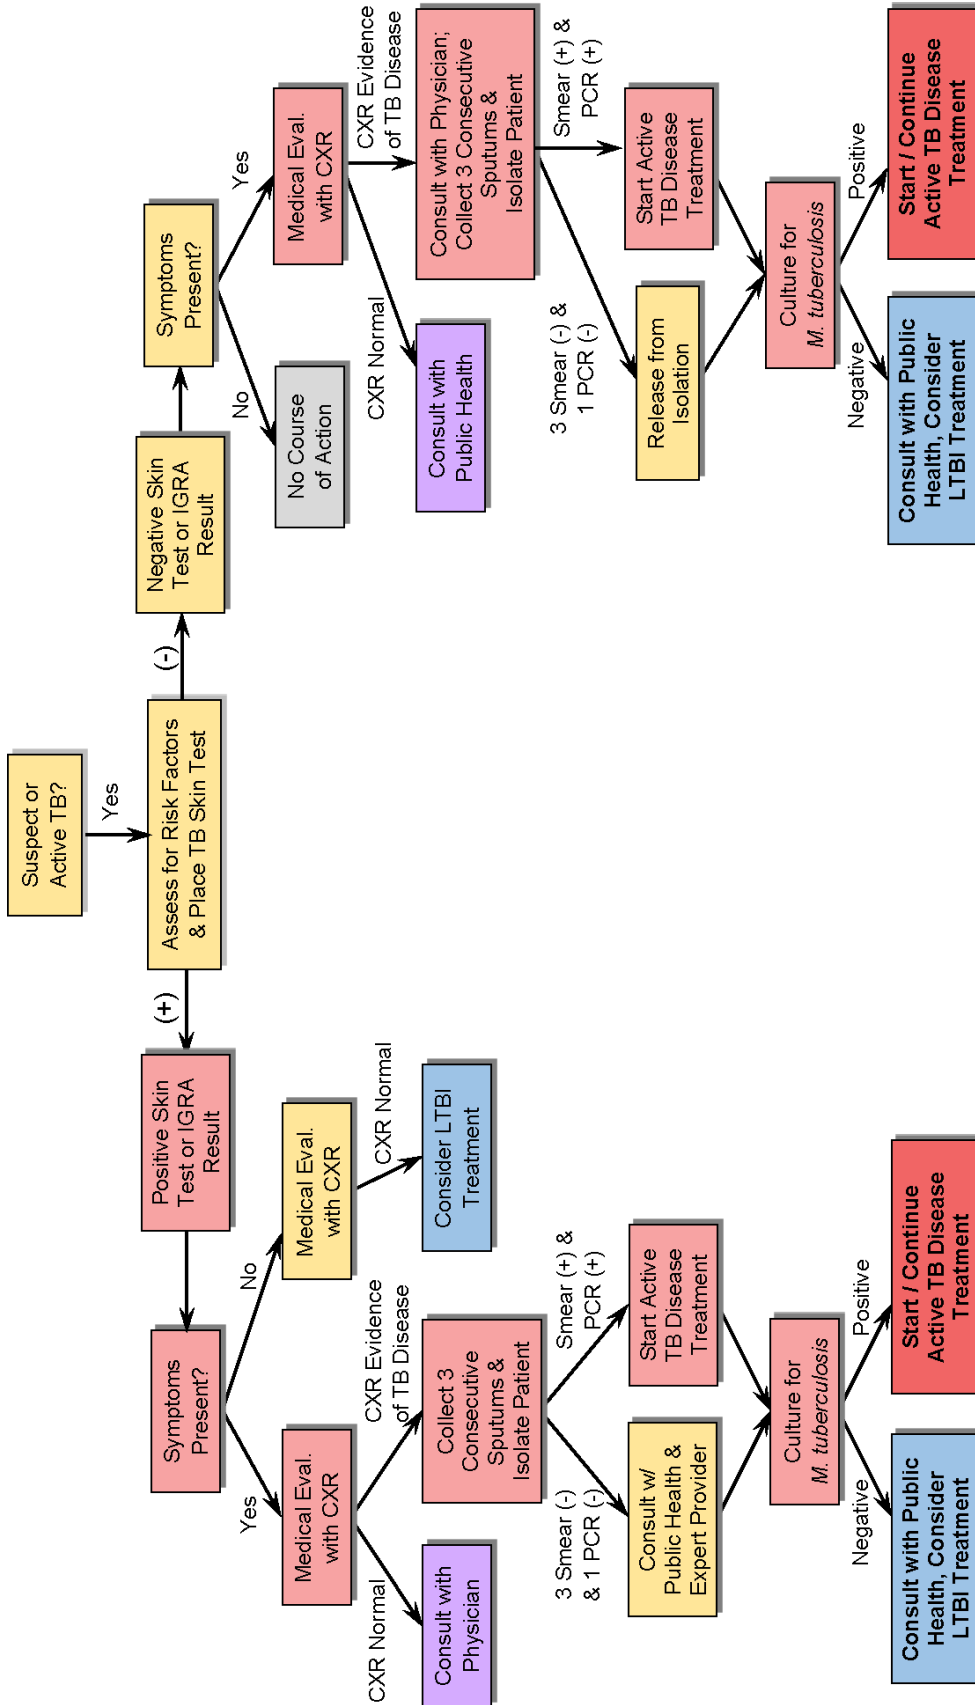 Suspect or
Active TB?
Yes
Assess for Risk Factors
& Place TB Skin Test
(+)
(-)
Positive Skin
Test or IGRA
Result
Negative Skin
Test or IGRA
Result
Symptoms
Present?
Symptoms
Present?
Yes
No
No
Yes
Medical Eval.
with CXR
Medical Eval.
with CXR
No Course
of Action
Medical Eval.
with CXR
CXR Normal
CXR Evidence
of TB Disease
CXR Normal
CXR Normal
CXR Evidence
of TB Disease
Consult with
Physician
Collect 3
Consecutive
Sputums &
Isolate Patient
Consider LTBI
Treatment
Consult with
Public Health
Consult with Physician;
Collect 3 Consecutive
Sputums &
Isolate Patient
3 Smear (-)
& 1 PCR (-)
Smear (+) &
PCR (+)
3 Smear (-) &
1 PCR (-)
Smear (+) &
PCR (+)
Consult w/
Public Health &
Expert Provider
Start Active
TB Disease
Treatment
Release from
Isolation
Start Active
TB Disease
Treatment
Culture for
M. tuberculosis
Culture for
M. tuberculosis
Negative
Positive
Negative
Positive
Consult with Public
Health, Consider
LTBI Treatment
Start / Continue
Active TB Disease
Treatment
Consult with Public
Health, Consider
LTBI Treatment
Start / Continue
Active TB Disease
Treatment